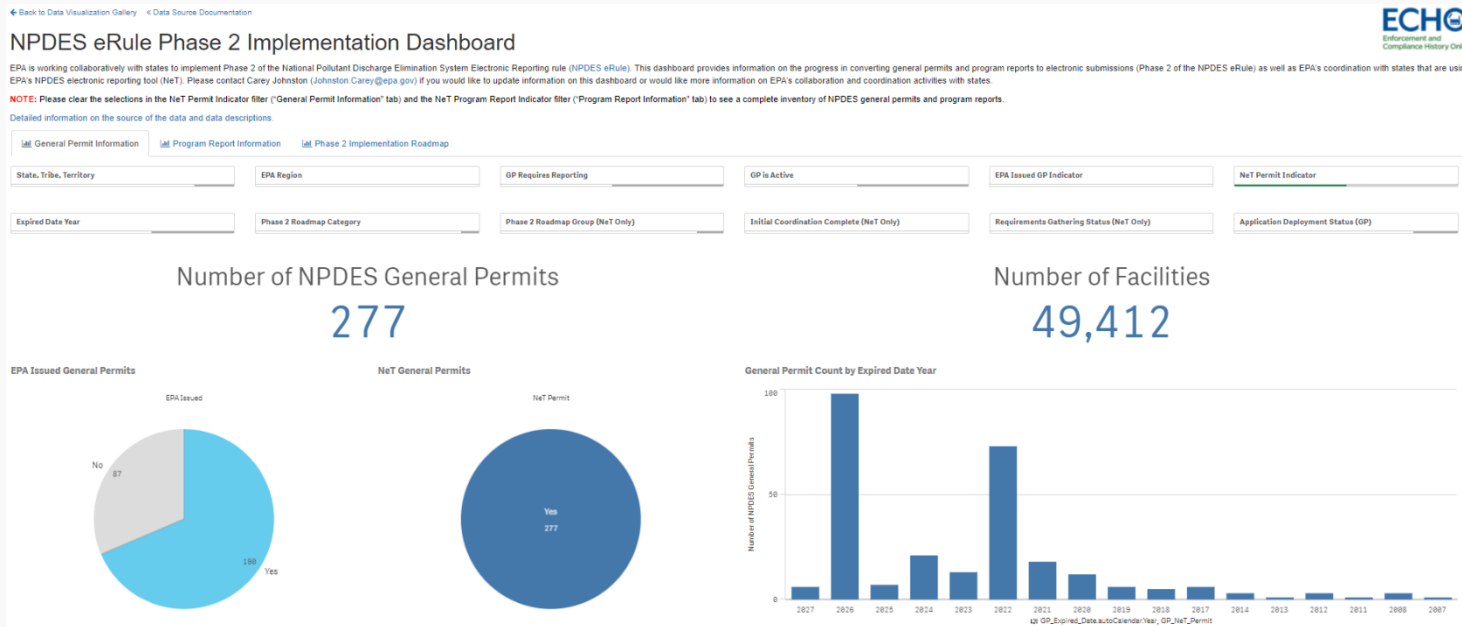 Back to Data Visualization Gallery « Data Source Documentation
ECHO
Enforcement and
Compliance History Onl
NPDES eRule Phase 2 Implementation Dashboard
EPA is working collaboratively with states to implement Phase 2 of the National Pollutant Discharge Elimination System Electronic Reporting rule (NPDES eRule). This dashboard provides information on the progress in converting general permits and program reports to electronic submissions (Phase 2 of the NPDES eRule) as well as EPA's coordination with states that are usin
EPA's NPDES electronic reporting tool (NeT). Please contact Carey Johnston (Johnston.Carey@epa.gov) if you would like to update information on this dashboard or would like more information on EPA's collaboration and coordination activities with states.
NOTE: Please clear the selections in the NeT Permit Indicator filter ("General Permit Information" tab) and the NeT Program Report Indicator filter ("Program Report Information" tab) to see a complete inventory of NPDES general permits and program reports.
Detailed information on the source of the data and data descriptions.
General Permit Information Program Report Information Phase 2 Implementation Roadmap
State, Tribe, Territory EPA Region GP Requires Reporting GP is Active EPA Issued GP Indicator NeT Permit Indicator
Expired Date Year Phase 2 Roadmap Category Phase 2 Roadmap Group (NeT Only) Initial Coordination Complete (NeT Only) Requirements Gathering Status (NeT Only) Application Deployment Status (GP)
Number of NPDES General Permits
277
Number of Facilities
49,412
EPA Issued General Permits
EPA Issued
No
87
190
Yes
NeT General Permits
NeT Permit
Yes
277
General Permit Count by Expired Date Year
Number of NPDES General Permits
100
50
0
2027 2026 2025 2024 2023 2022 2021 2020 2019 2018 2017 2014 2013 2012 2011 2008 2007
GP_Expired_Date.autoCalendar.Year, GP_NeT_Permit